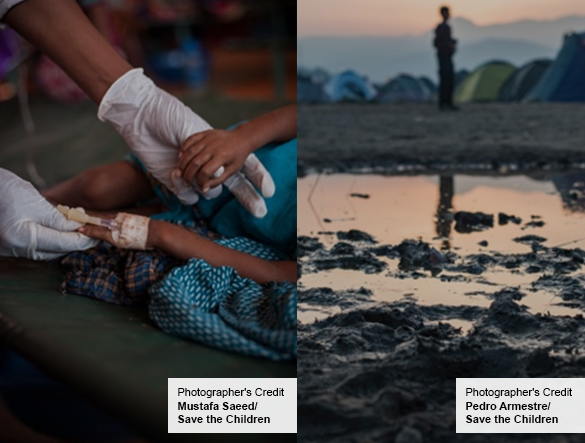 Photographer's Credit
Mustafa Saeed/
Save the Children
Photographer's Credit
Pedro Armestre/
Save the Children